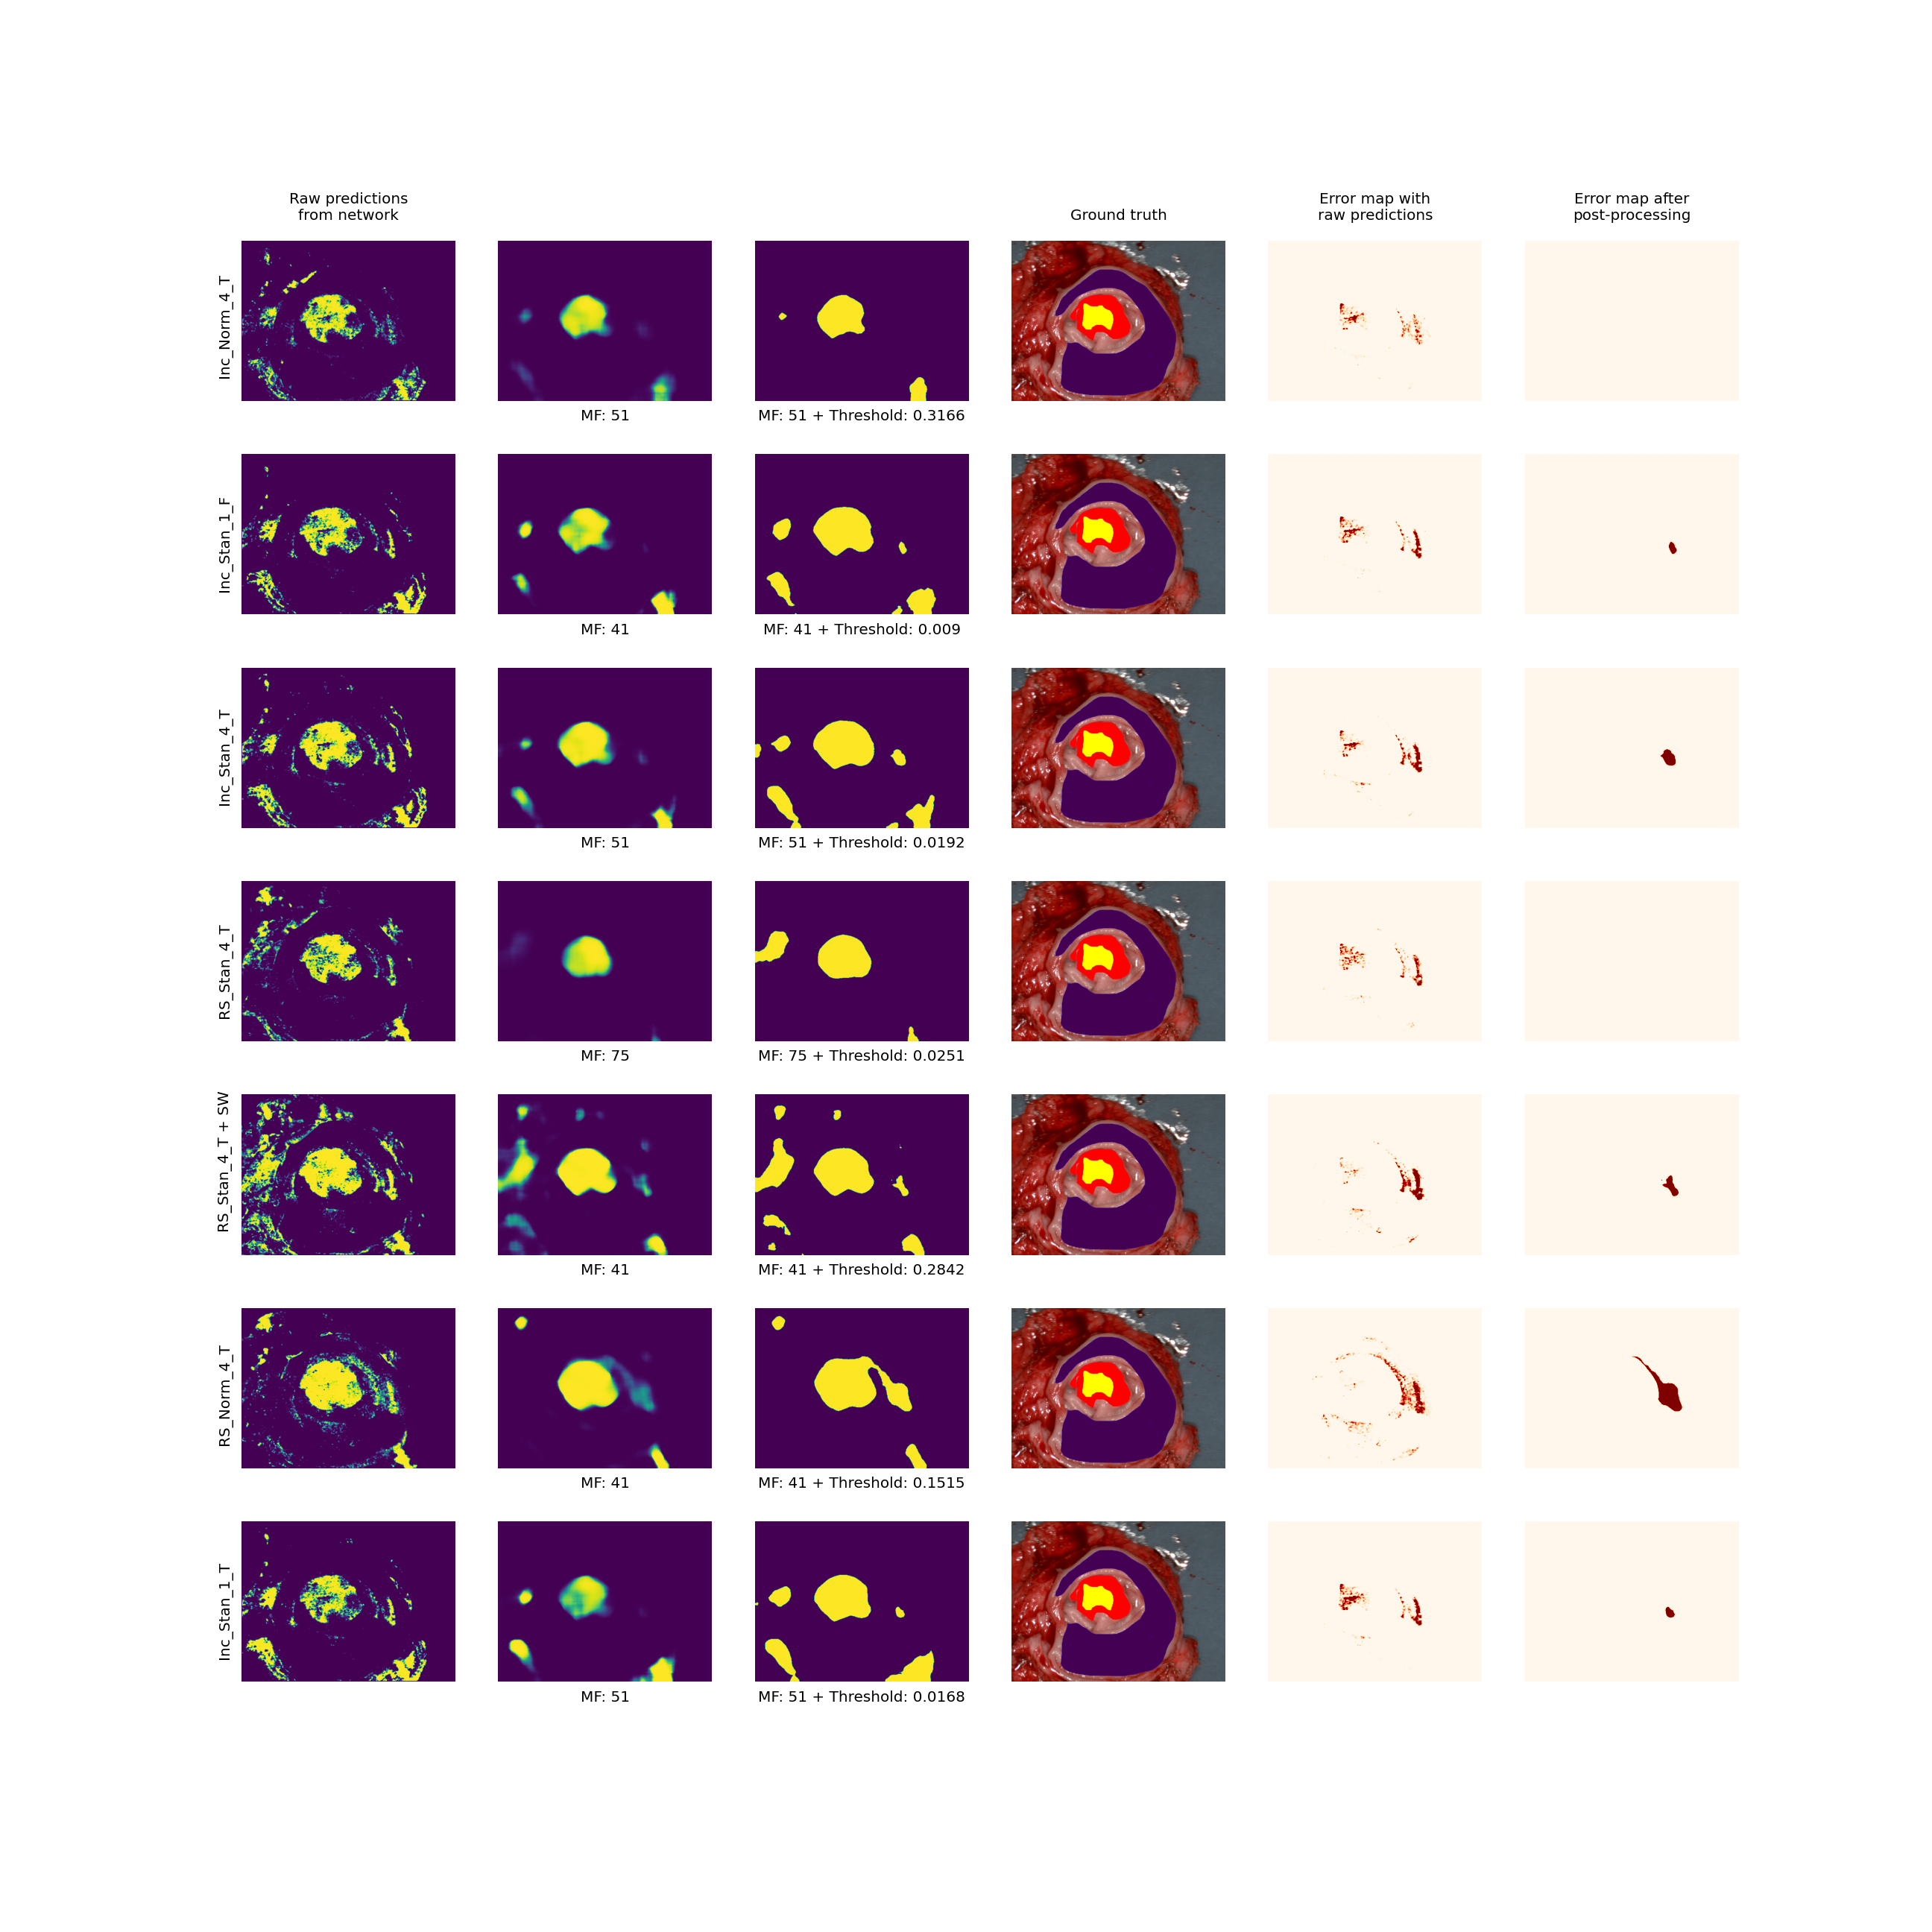 Raw predictions
from network
Ground truth
Error map with
raw predictions
Error map after
post-processing
Inc_Norm_4_T
MF: 51
MF: 51 + Threshold: 0.3166
Inc_Stan_1_F
MF: 41
MF: 41 + Threshold: 0.009
Inc_Stan_4_T
MF: 51
MF: 51 + Threshold: 0.0192
RS_Stan_4_T
MF: 75
MF: 75 + Threshold: 0.0251
RS_Stan_4_T + SW
MF: 41
MF: 41 + Threshold: 0.2842
RS_Norm_4_T
MF: 41
MF: 41 + Threshold: 0.1515
Inc_Stan_1_T
MF: 51
MF: 51 + Threshold: 0.0168